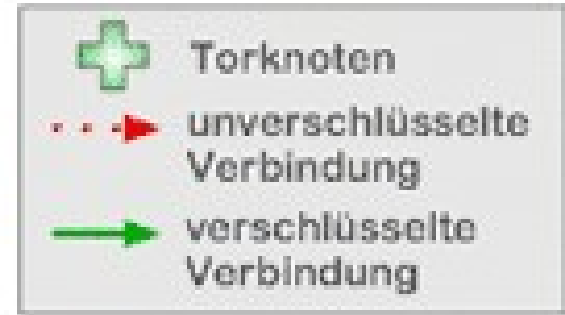 Torknoten
unverschlüsselte
Verbindung
verschlüsselte
Verbindung